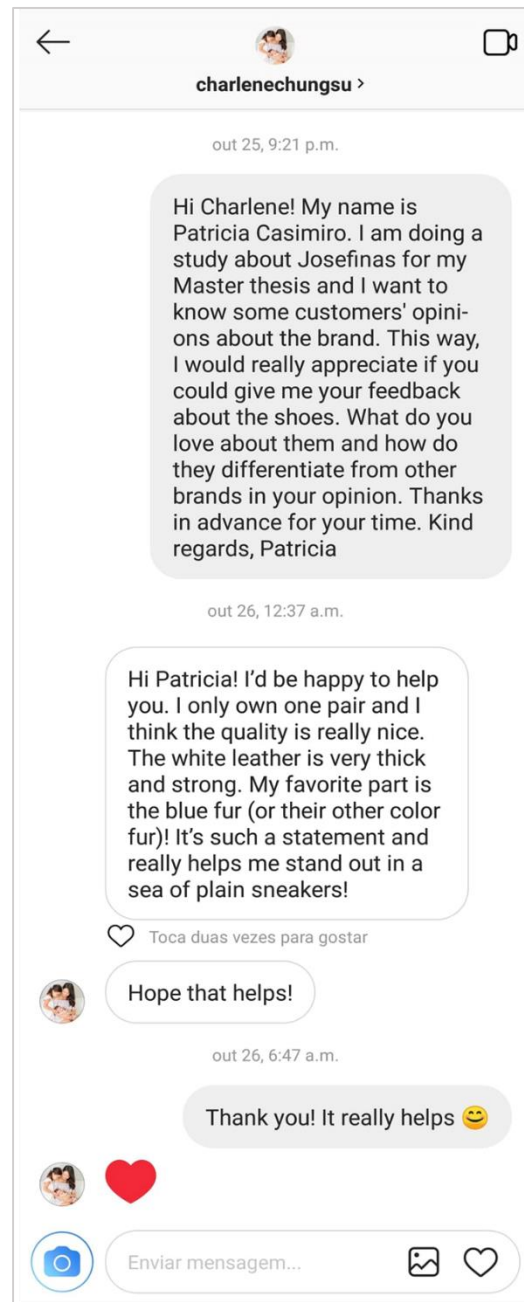 charlenechungsu >
out 25, 9:21 p.m.
Hi Charlene! My name is
Patricia Casimiro. I am doing a
study about Josefinas for my
Master thesis and I want to
know some customers' opini-
ons about the brand. This way,
I would really appreciate if you
could give me your feedback
about the shoes. What do you
love about them and how do
they differentiate from other
brands in your opinion. Thanks
in advance for your time. Kind
regards, Patricia
out 26, 12:37 a.m.
Hi Patricia! I’d be happy to help
you. I only own one pair and I
think the quality is really nice.
The white leather is very thick
and strong. My favorite part is
the blue fur (or their other color
fur)! It’s such a statement and
really helps me stand out in a
sea of plain sneakers!
Toca duas vezes para gostar
Hope that helps!
out 26, 6:47 a.m.
Thank you! It really helps 😊
Enviar mensagem...